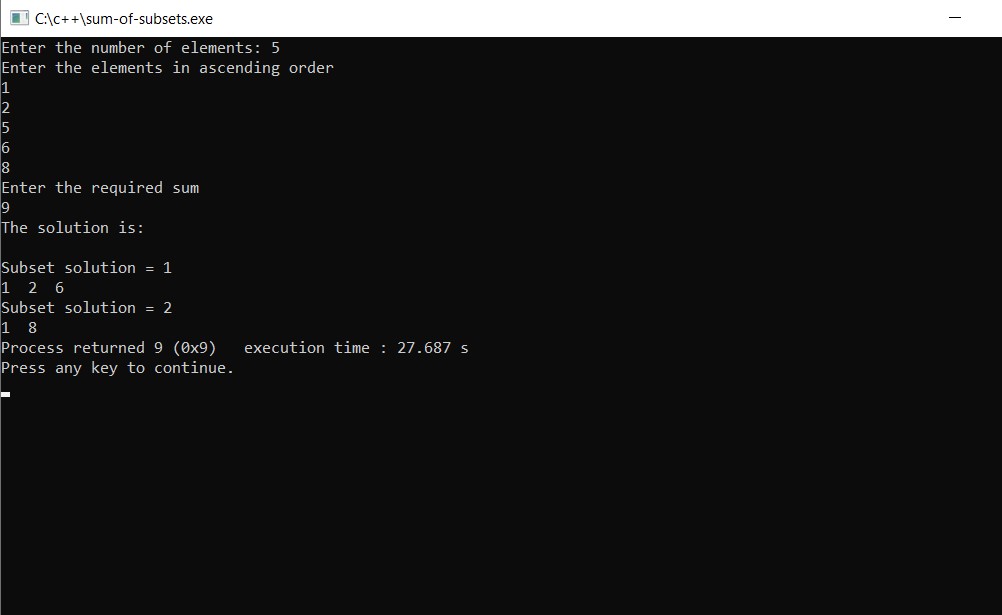 C:\c++\sum-of-subsets.exe
Enter the number of elements: 5
Enter the elements in ascending order
1
2
5
6
8
Enter the required sum
9
The solution is:
Subset solution = 1
1  2  6
Subset solution = 2
1  8
Process returned 9 (0x9)   execution time : 27.687 s
Press any key to continue.